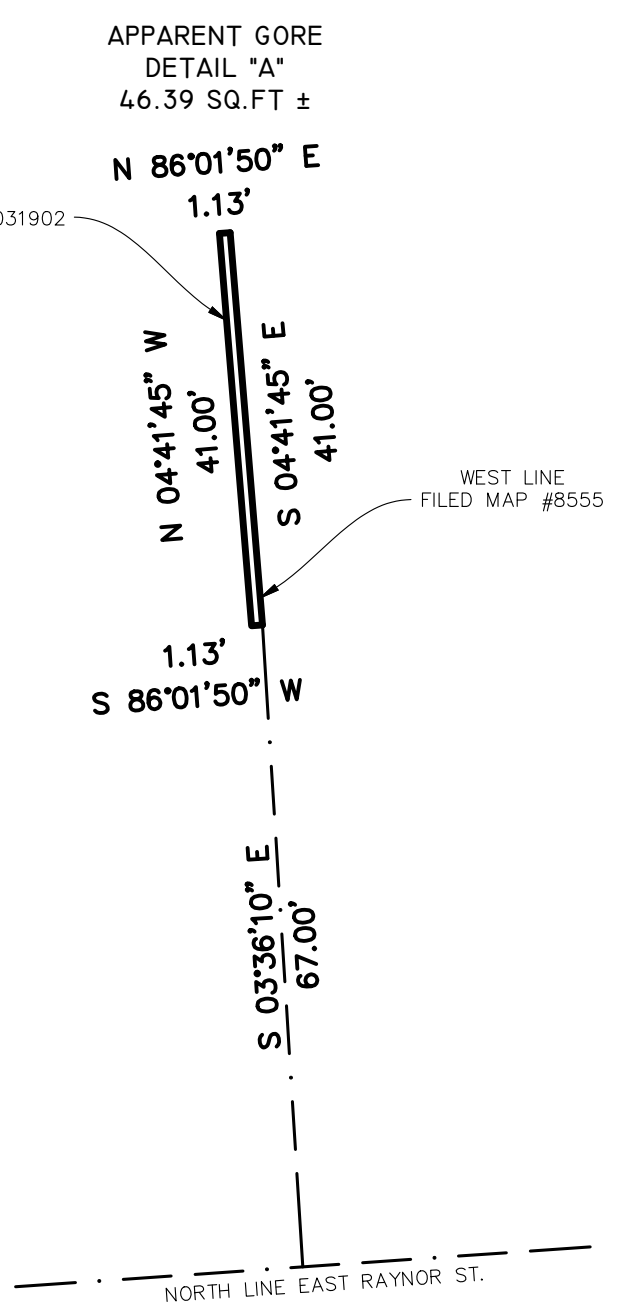 APPARENT GORE
DETAIL "A"
46.39 SQ.FT ±
N 86°01'50" E
1.13'
031902
N 04°41'45" W
41.00'
S 04°41'45" E
41.00'
WEST LINE
FILED MAP #8555
1.13'
S 86°01'50" W
S 03°36'10" E
67.00'
NORTH LINE EAST RAYNOR ST.